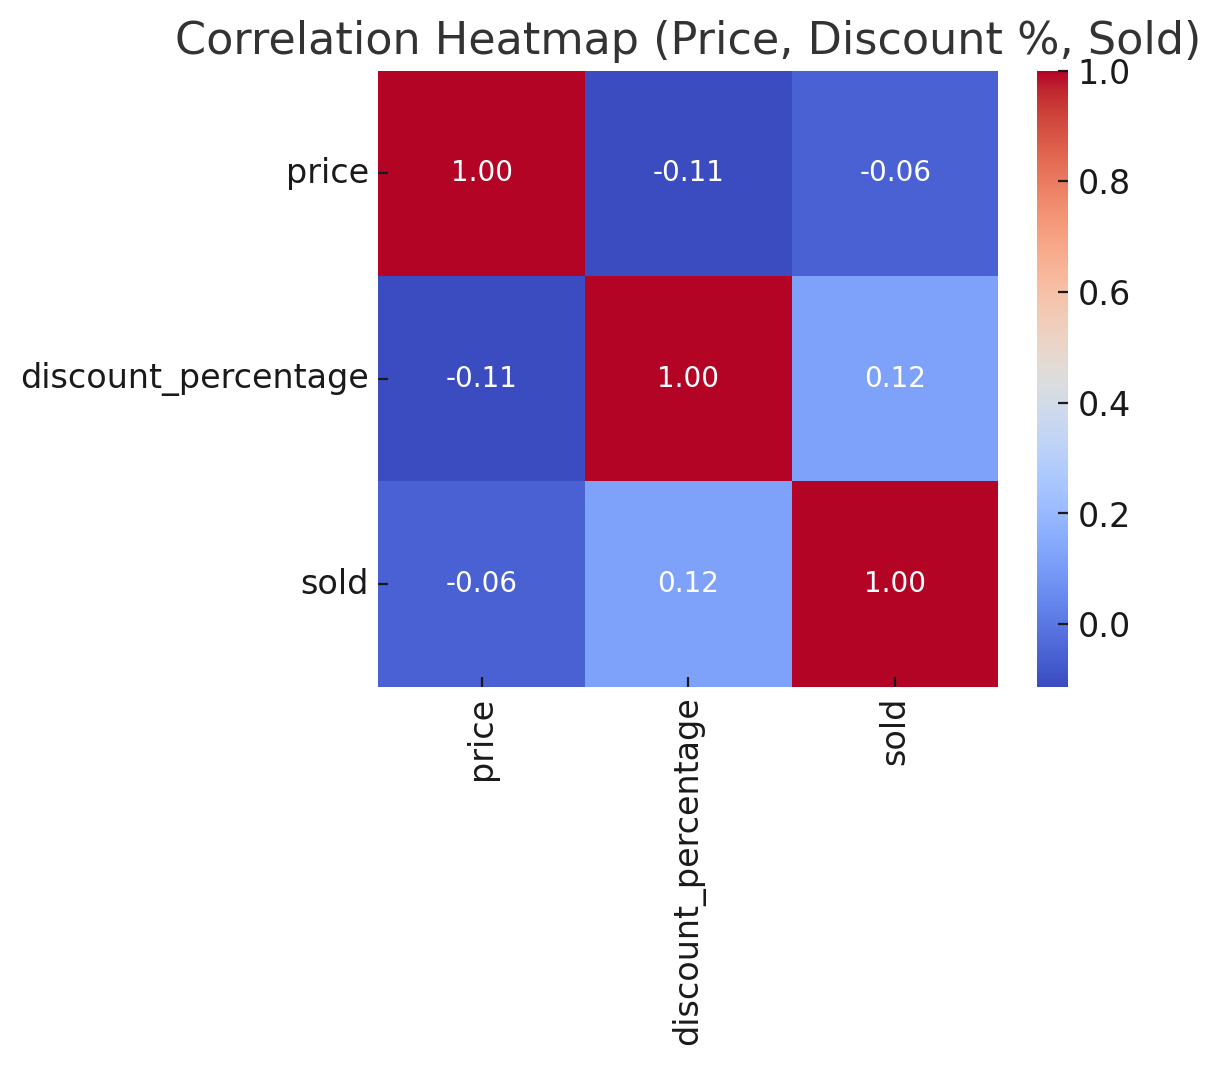 Correlation Heatmap (Price, Discount %, Sold)
price
1.00
-0.11
-0.06
discount_percentage
-0.11
1.00
0.12
sold
-0.06
0.12
1.00
price
discount_percentage
sold
1.0
0.8
0.6
0.4
0.2
0.0